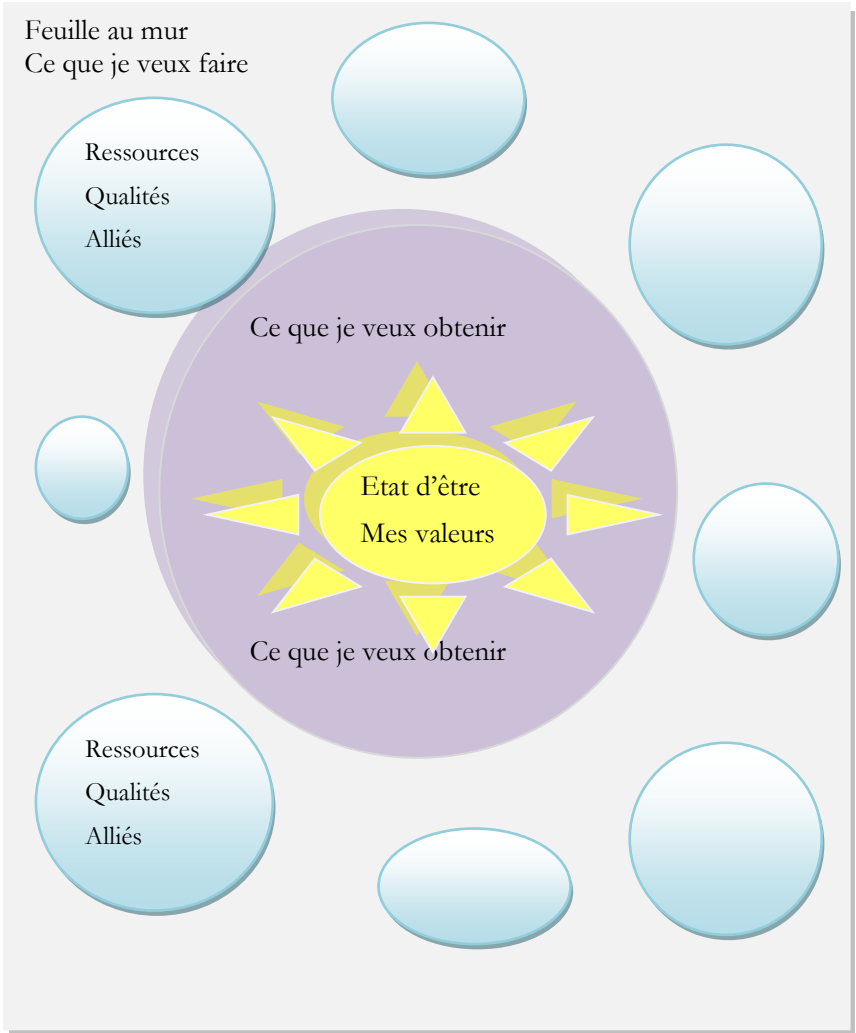 Feuille au mur
Ce que je veux faire
Ressources
Qualités
Alliés
Ce que je veux obtenir
Etat d'être
Mes valeurs
Ce que je veux obtenir
Ressources
Qualités
Alliés